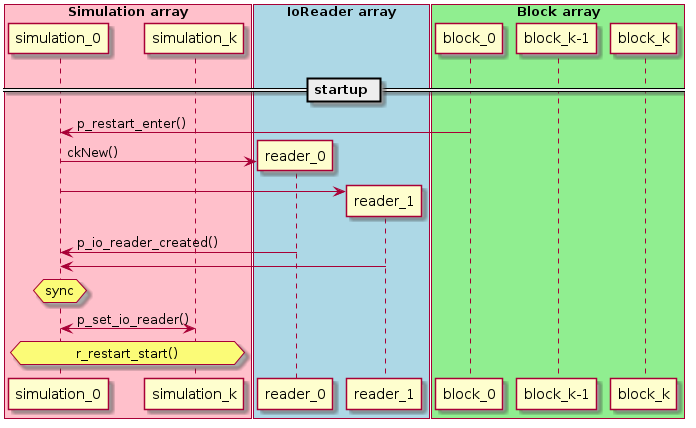 Simulation array IoReader array Block array
simulation_0 simulation_k block_0 block_k-1 block_k
startup
p_restart_enter()
ckNew()
reader_0
reader_1
p_io_reader_created()
sync
p_set_io_reader()
r_restart_start()
simulation_0 simulation_k reader_0 reader_1 block_0 block_k-1 block_k